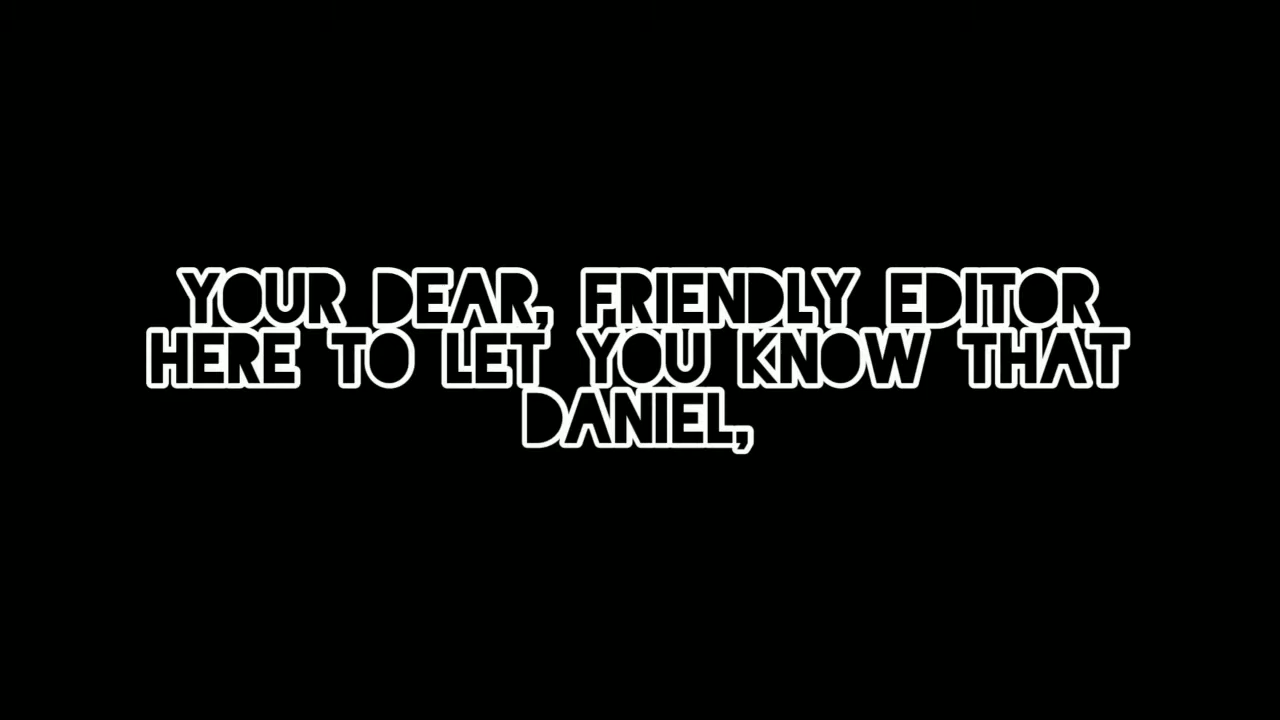 YOUR DEAR, FRIENDLY EDITOR
HERE TO LET YOU KNOW THAT
DANIEL,